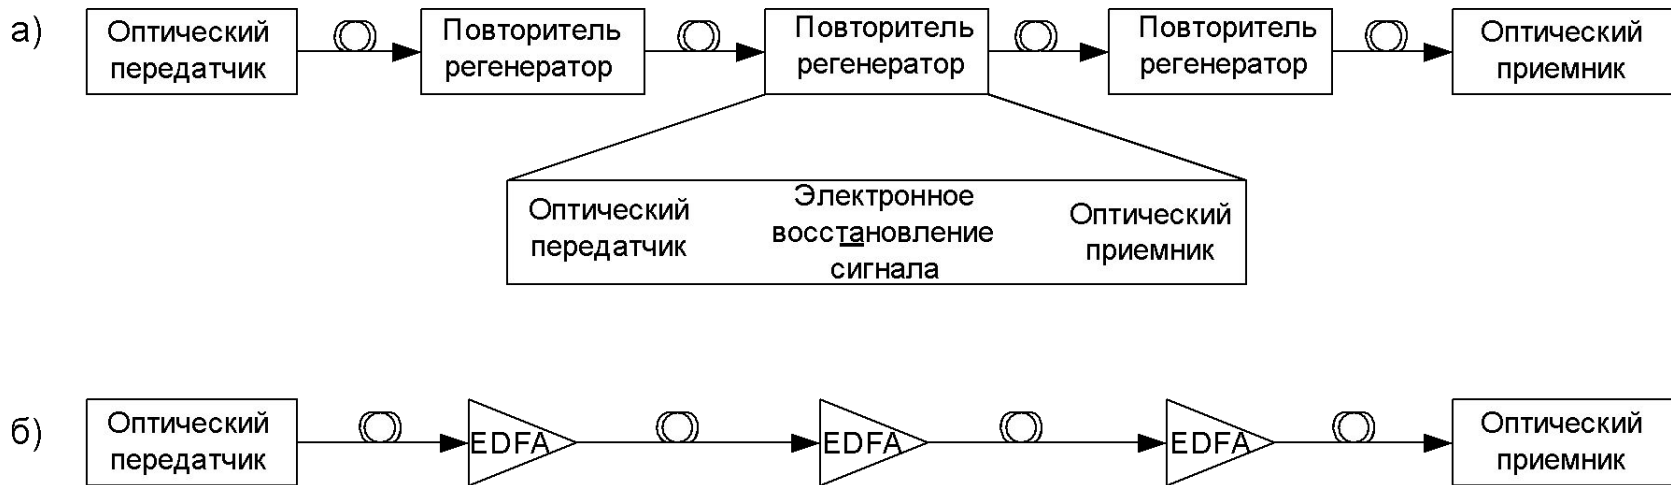 а)
Оптический
передатчик
Повторитель
регенератор
Повторитель
регенератор
Повторитель
регенератор
Оптический
приемник
Оптический
передатчик
Электронное
восстановление
сигнала
Оптический
приемник
б)
Оптический
передатчик
EDFA
EDFA
EDFA
Оптический
приемник